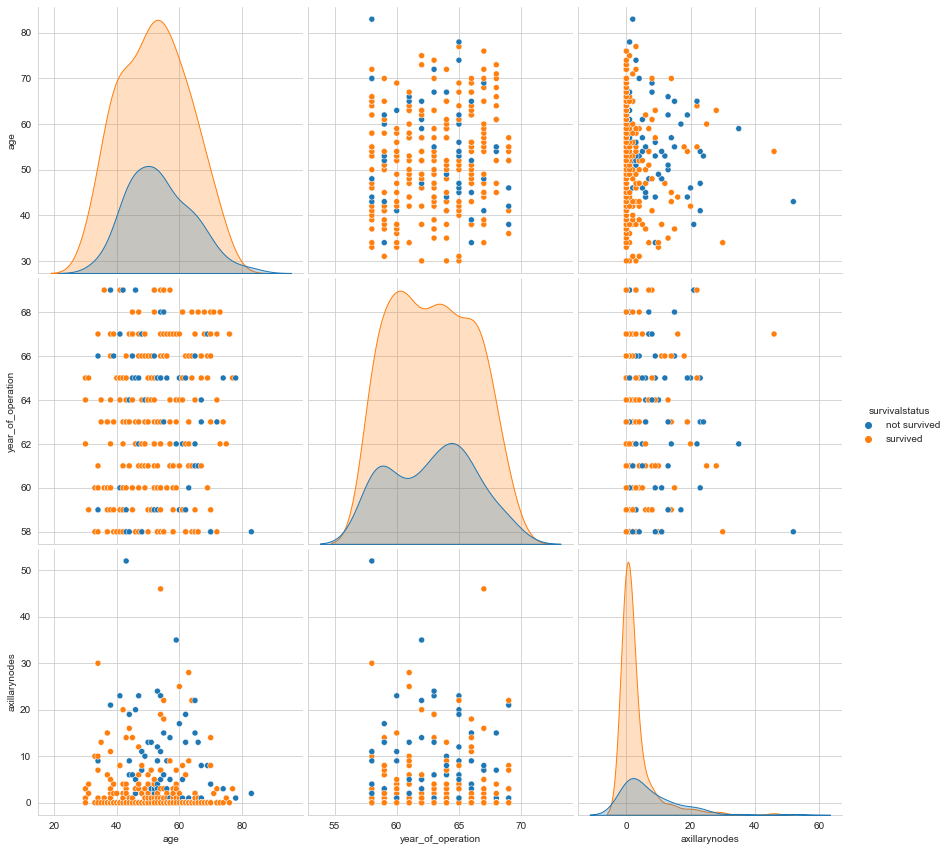 80
70
60
50
40
30
age
68
66
64
62
60
58
year_of_operation
survivalstatus
not survived
survived
50
40
30
20
10
0
axillarynodes
20 40 60 80 55 60 65 70 0 20 40 60
age year_of_operation axillarynodes